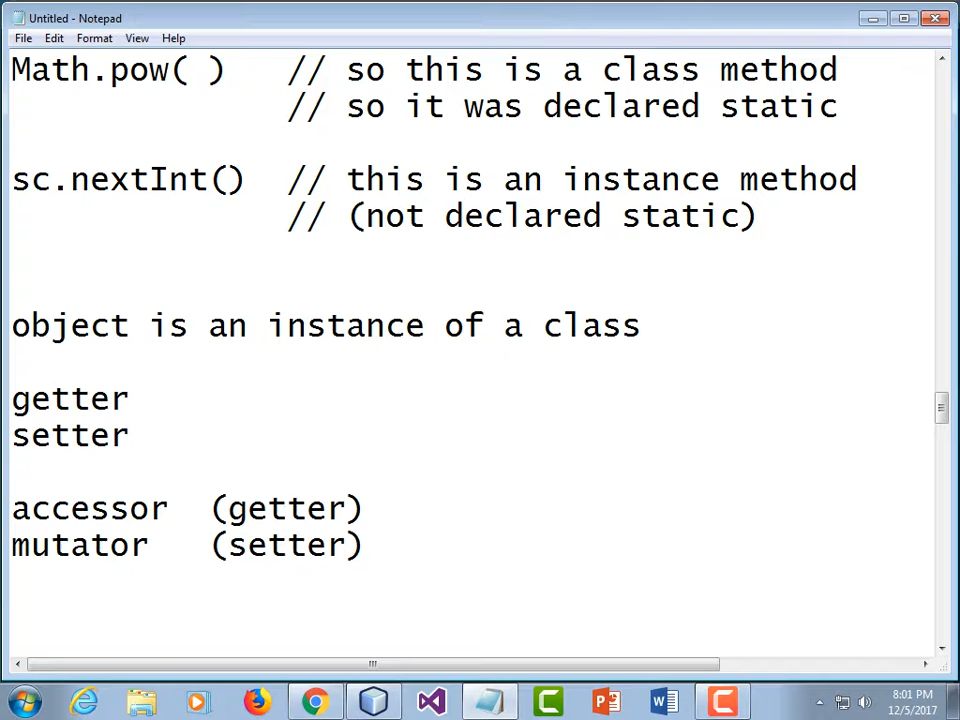 Untitled - Notepad
File Edit Format View Help
Math.pow( ) // so this is a class method
// so it was declared static
sc.nextInt() // this is an instance method
// (not declared static)
object is an instance of a class
getter
setter
accessor (getter)
mutator (setter)
8:01 PM
12/5/2017